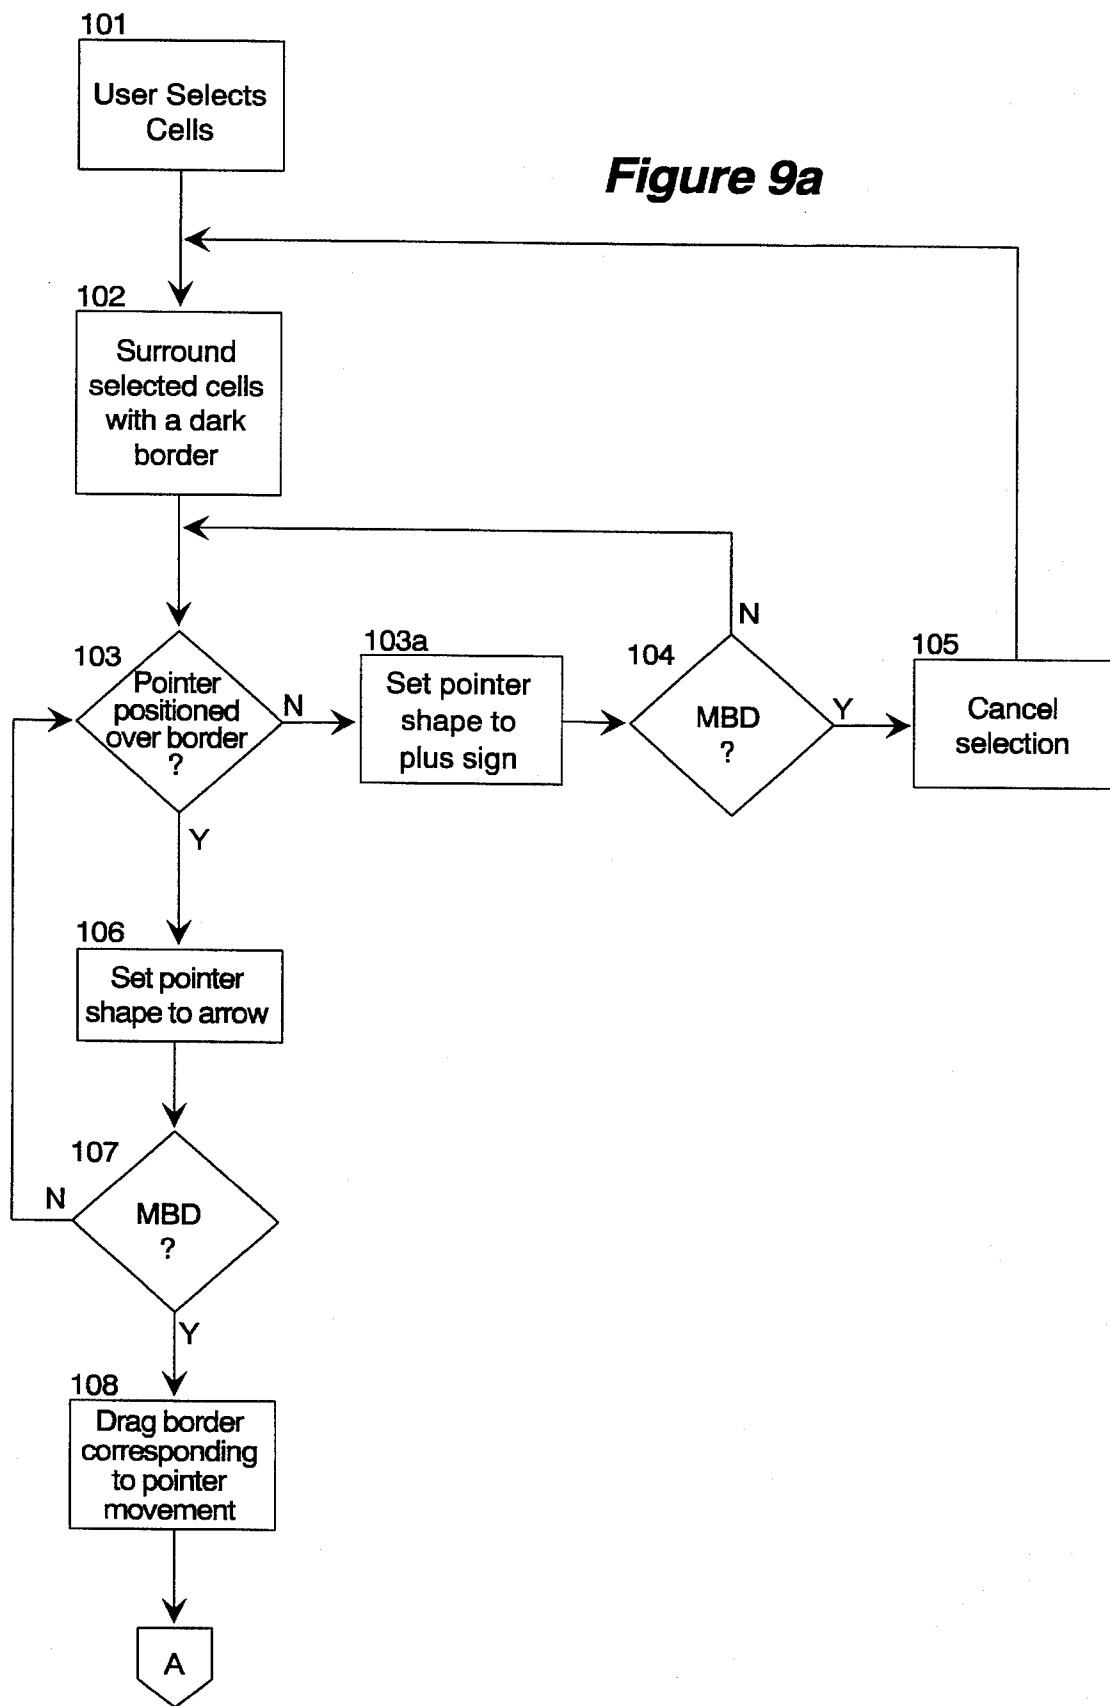 101
User Selects
Cells
Figure 9a
102
Surround
selected cells
with a dark
border
103
Pointer
positioned
over border
?
N
Y
103a
Set pointer
shape to
plus sign
104
MBD
?
N
Y
105
Cancel
selection
106
Set pointer
shape to arrow
107
MBD
?
N
Y
108
Drag border
corresponding
to pointer
movement
A